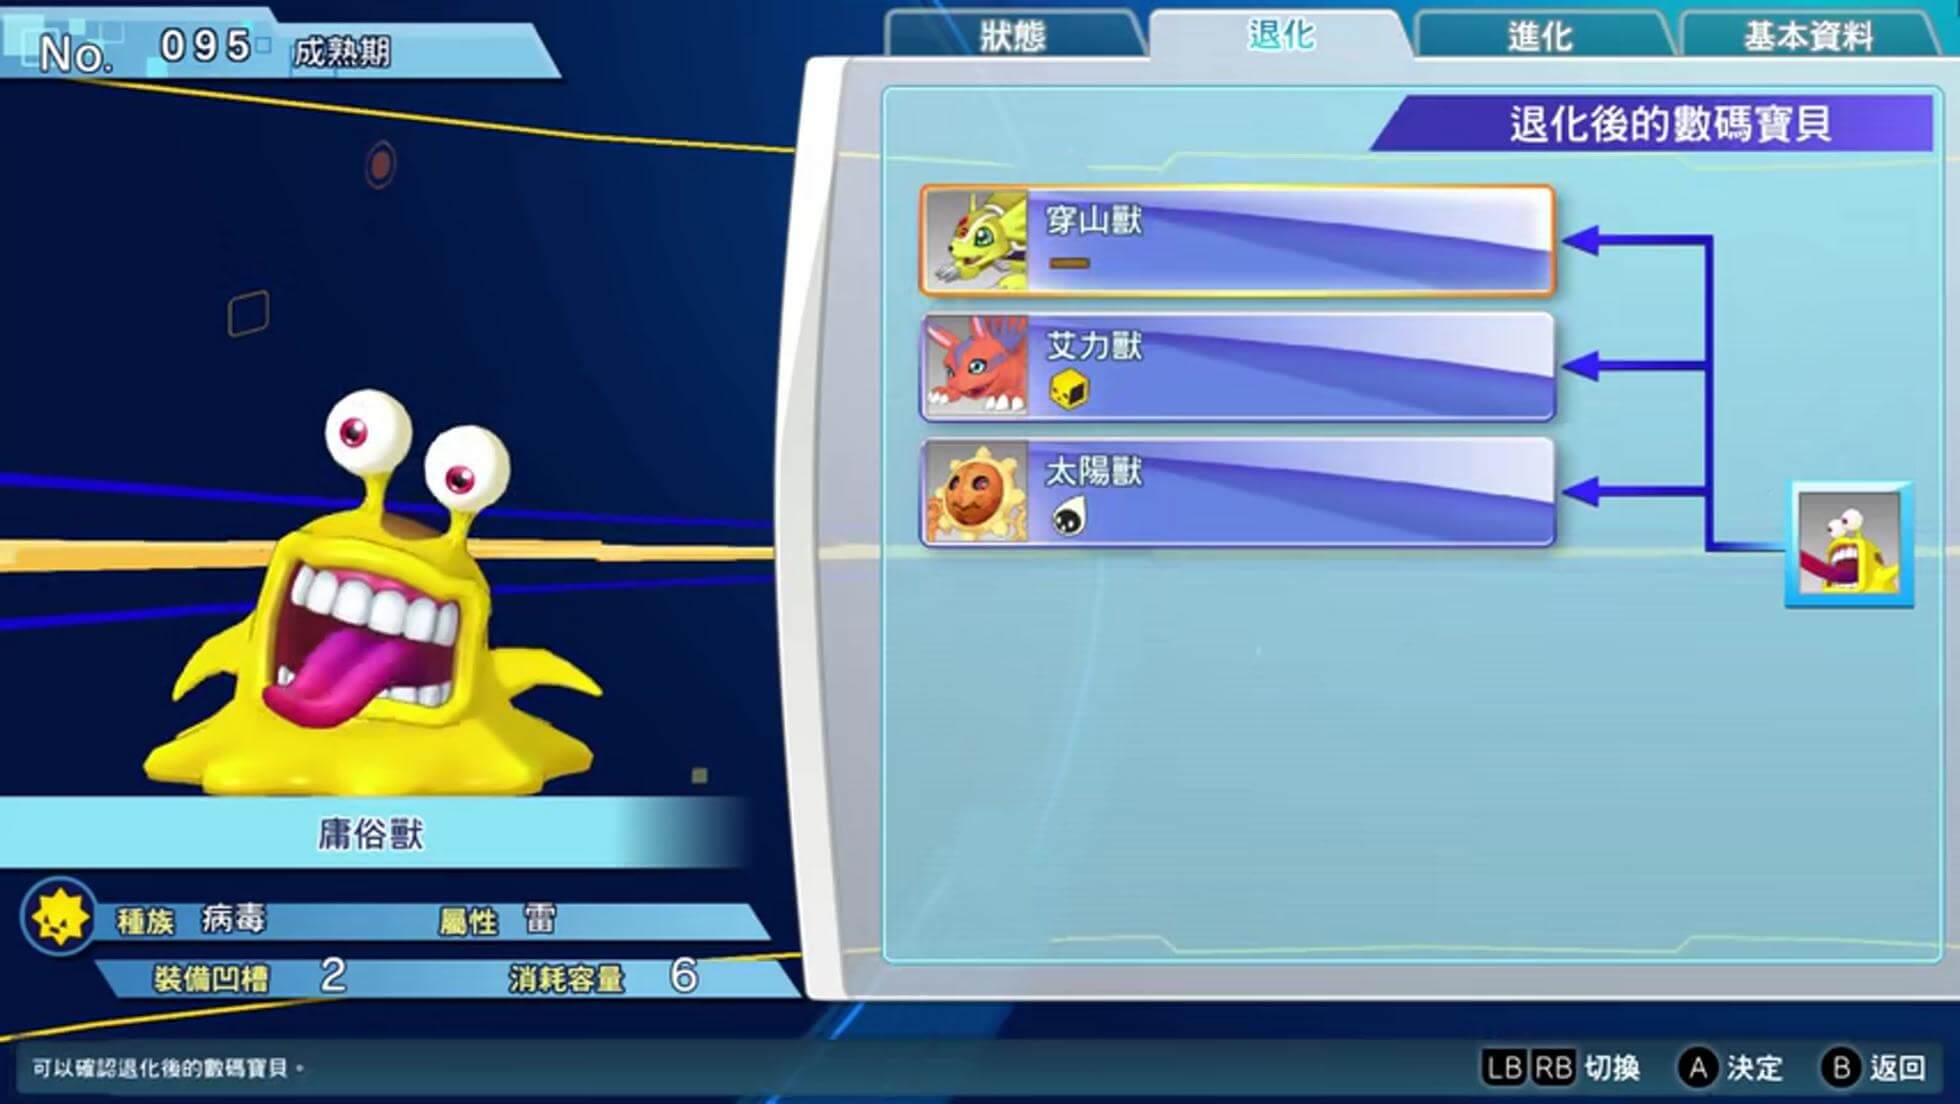 No. 095 成熟期
狀態 退化 進化 基本資料
退化後的數碼寶貝
穿山獸
艾力獸
太陽獸
庸俗獸
種族 病毒 屬性 雷
裝備凹槽 2 消耗容量 6
可以確認退化後的數碼寶貝。
LB RB 切換 A 決定 B 返回